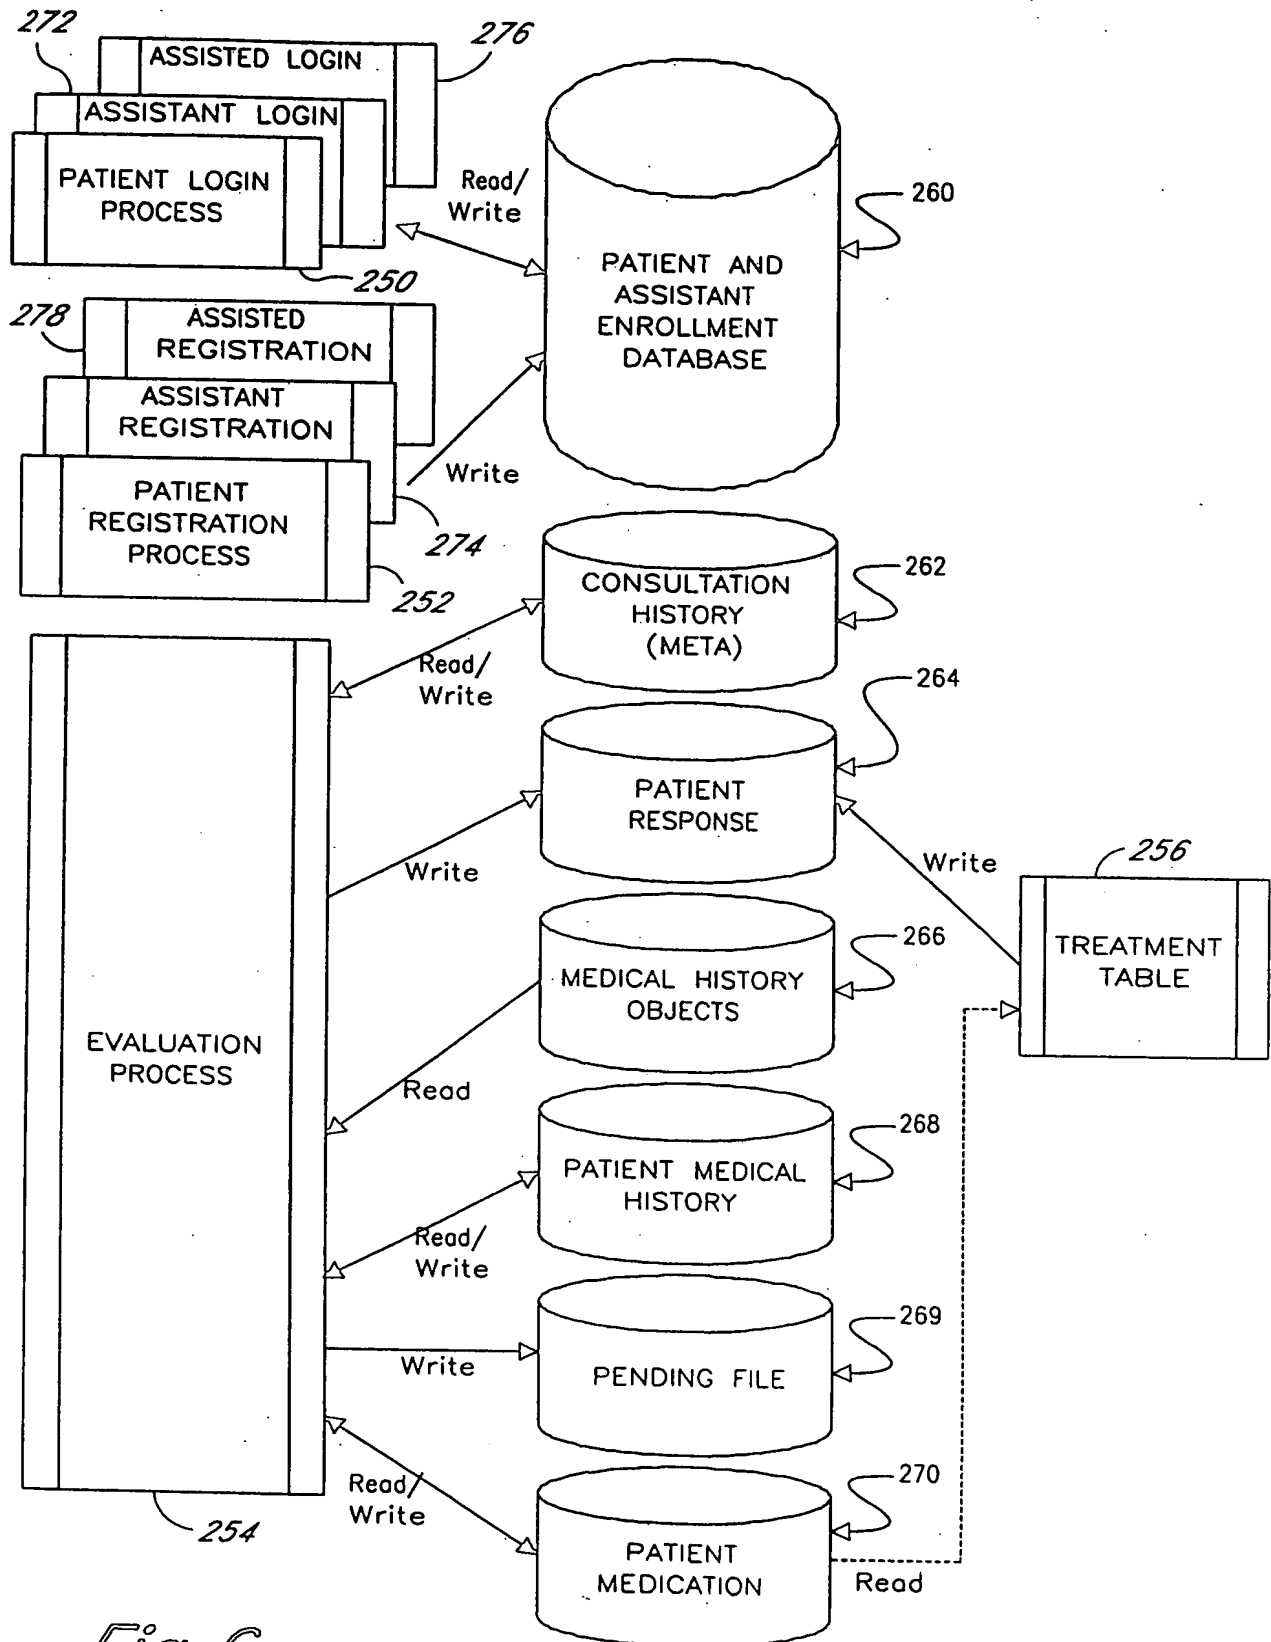 272
ASSISTED LOGIN
276
ASSISTANT LOGIN
PATIENT LOGIN
PROCESS
250
Read/
Write
260
PATIENT AND
ASSISTANT
ENROLLMENT
DATABASE
278
ASSISTED
REGISTRATION
ASSISTANT
REGISTRATION
PATIENT
REGISTRATION
PROCESS
274
252
Write
CONSULTATION
HISTORY
(META)
262
Read/
Write
264
PATIENT
RESPONSE
Write
Write
256
TREATMENT
TABLE
MEDICAL HISTORY
OBJECTS
266
EVALUATION
PROCESS
Read
PATIENT MEDICAL
HISTORY
268
Read/
Write
PENDING FILE
269
Write
Read/
Write
270
PATIENT
MEDICATION
Read
254
Fig. 6